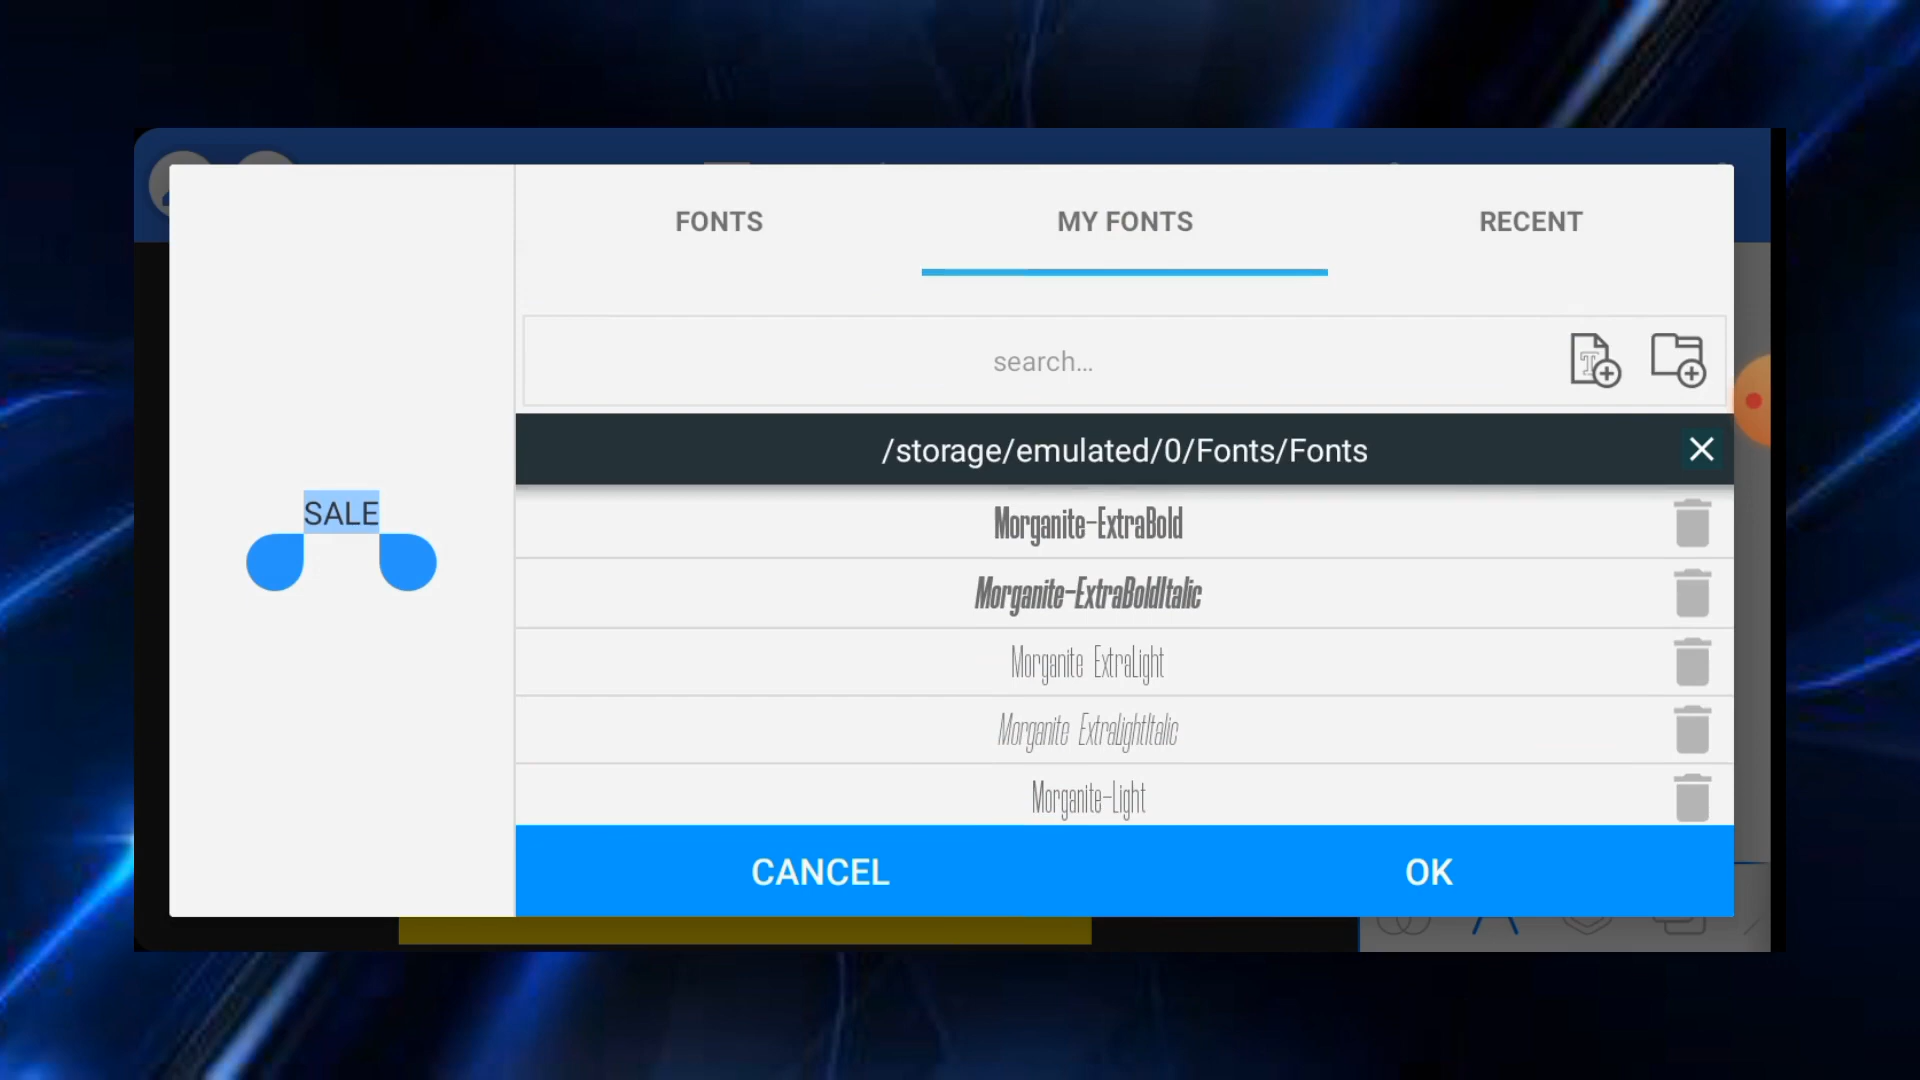 FONTS
MY FONTS
RECENT
search...
/storage/emulated/0/Fonts/Fonts
SALE
Morganite-ExtraBold
Morganite-ExtraBoldItalic
Morganite ExtraLight
Morganite ExtraLightItalic
Morganite-Light
CANCEL
OK